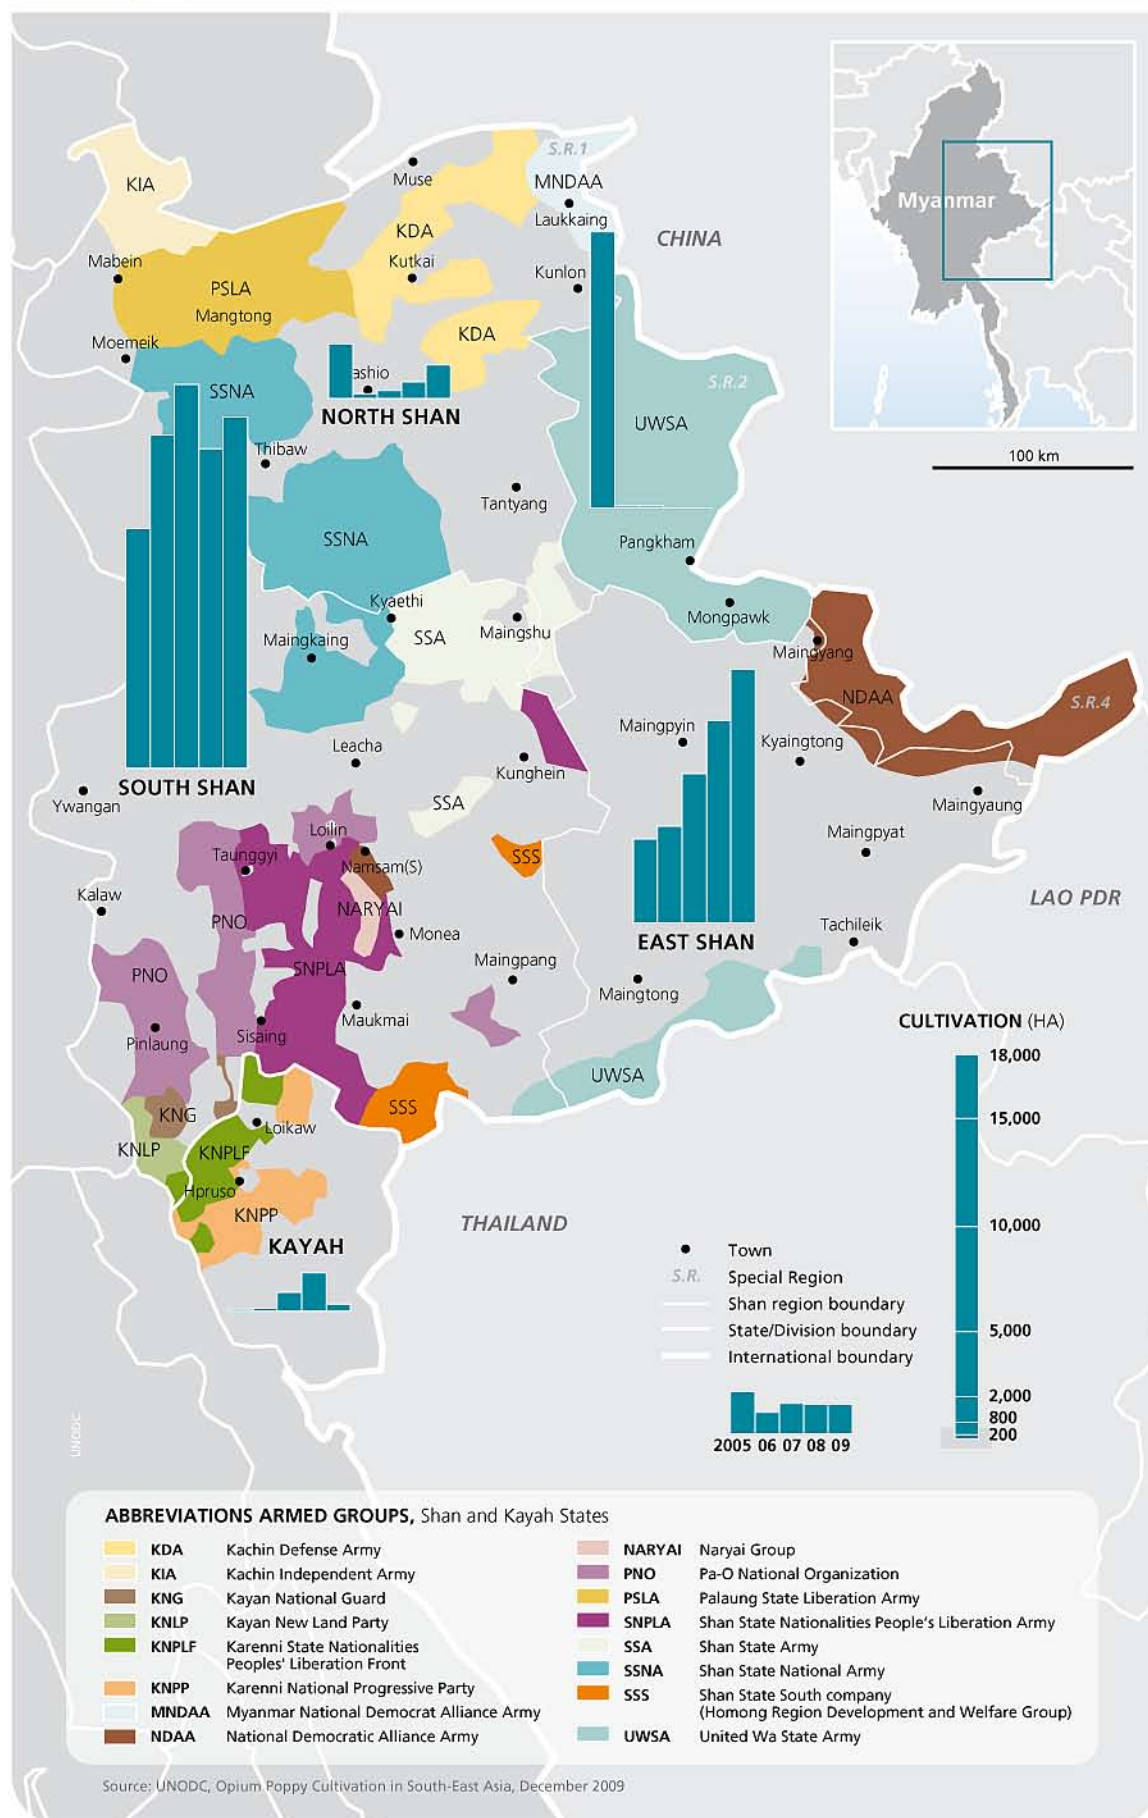 S.R.1
KIA
Muse
MNDAA
KDA
Laukkaing
CHINA
Myanmar
Mabein
Kutkai
Kunlon
PSLA
Mangtong
Moemeik
KDA
SSNA
ashio
S.R.2
NORTH SHAN
UWSA
Thibaw
100 km
Tantyang
SSNA
Pangkham
Kyaethi
Mongpawk
Maingkaing
SSA
Maingshu
Maingyang
NDAA
S.R.4
Maingpyin
Leacha
Kyaingtong
Kunghein
SOUTH SHAN
Ywangan
SSA
Maingyaung
Loilin
Maingpyat
Taunggyi
SSS
Namsam(S)
Kalaw
LAO PDR
NARYAI
PNO
Tachileik
Monea
EAST SHAN
PNO
SNPLA
Maingpang
Maingtong
Maukmai
Sisaing
Pinlaung
UWSA
KNG
SSS
Loikaw
KNLP
KNPLF
Hpruso
KNPP
THAILAND
KAYAH
CULTIVATION (HA)
18,000
15,000
10,000
5,000
2,000
800
200
Town
S.R. Special Region
Shan region boundary
State/Division boundary
International boundary
2005 06 07 08 09
UNODC
ABBREVIATIONS ARMED GROUPS, Shan and Kayah States
KDA Kachin Defense Army
KIA Kachin Independent Army
KNG Kayan National Guard
KNLP Kayan New Land Party
KNPLF Karenni State Nationalities
Peoples' Liberation Front
KNPP Karenni National Progressive Party
MNDAA Myanmar National Democrat Alliance Army
NDAA National Democratic Alliance Army
NARYAI Naryai Group
PNO Pa-O National Organization
PSLA Palaung State Liberation Army
SNPLA Shan State Nationalities People's Liberation Army
SSA Shan State Army
SSNA Shan State National Army
SSS Shan State South company
(Homong Region Development and Welfare Group)
UWSA United Wa State Army
Source: UNODC, Opium Poppy Cultivation in South-East Asia, December 2009